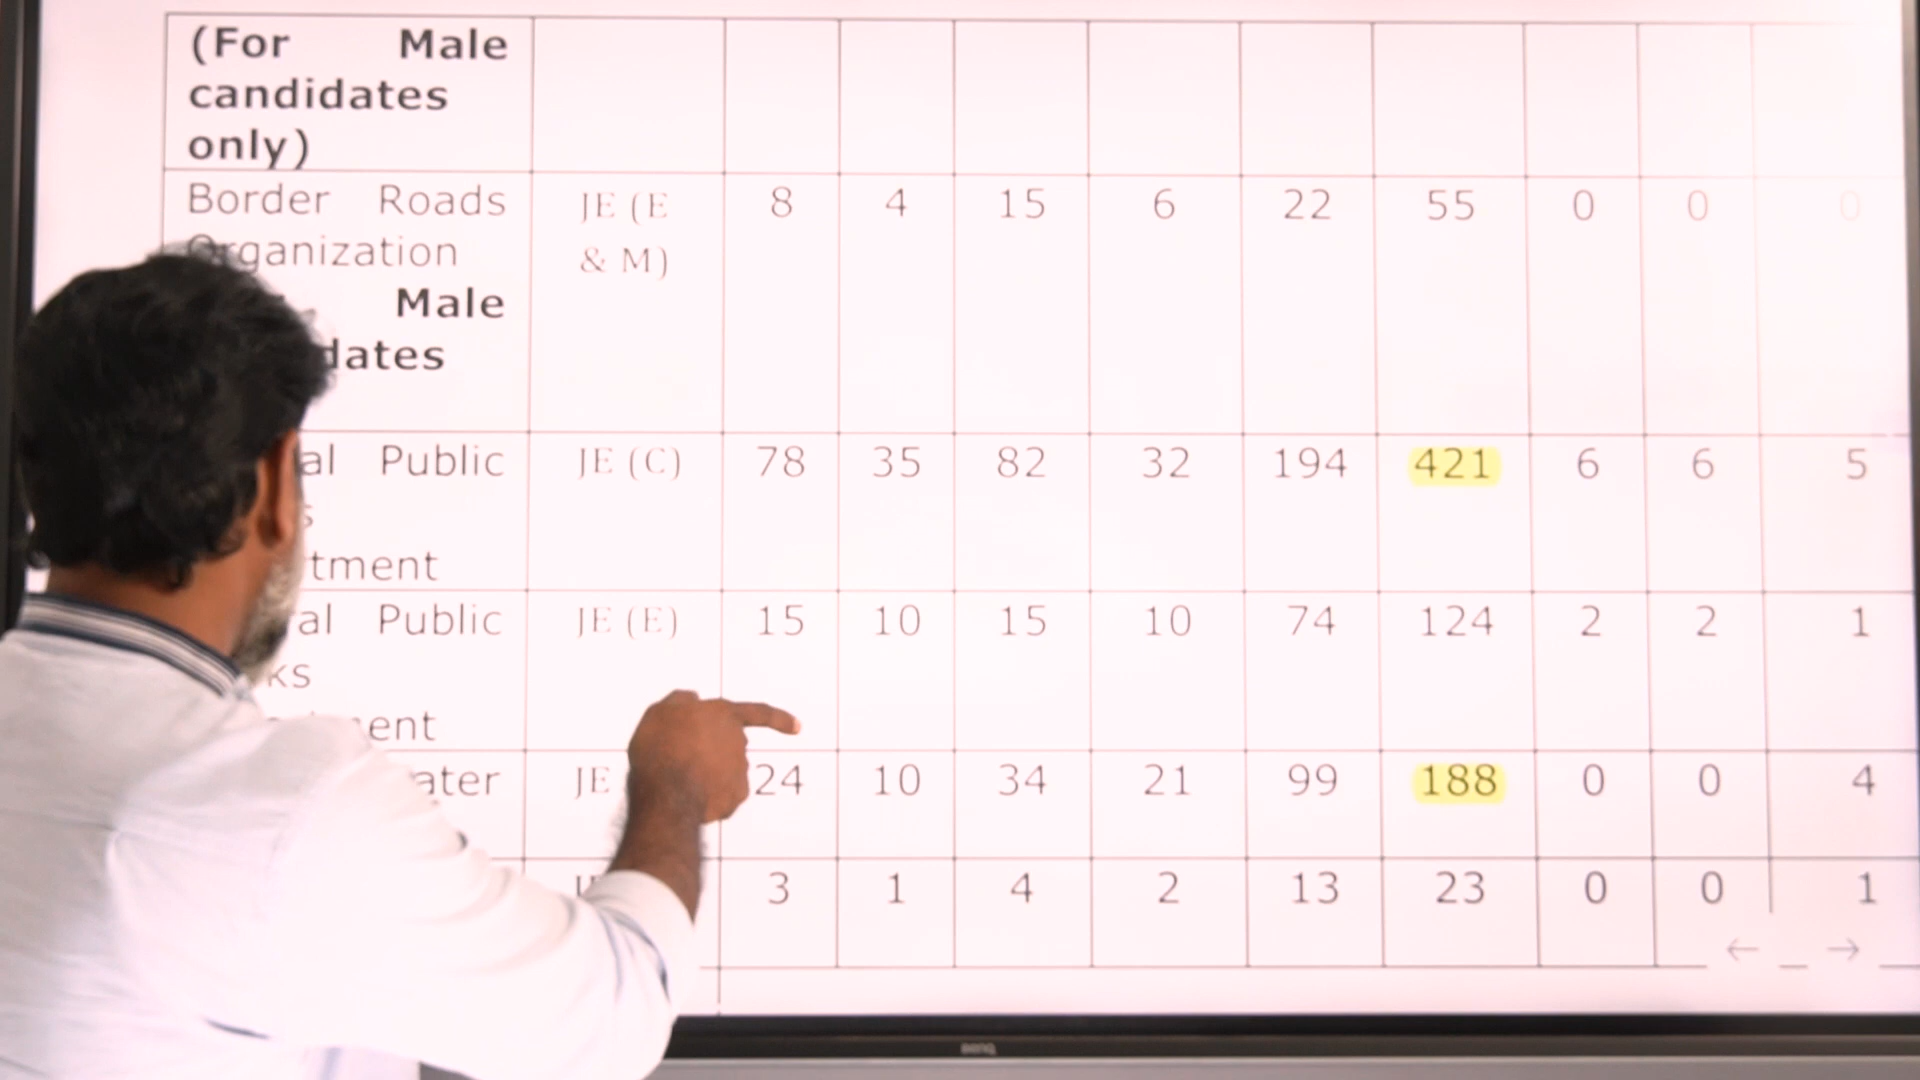 (For Male
candidates
only)
Border Roads JE (E 8 4 15 6 22 55 0 0 0
Organization & M)
Male
dates
al Public JE (C) 78 35 82 32 194 421 6 6 5
s
tment
al Public JE (E) 15 10 15 10 74 124 2 2 1
ks
ent
ater JE 24 10 34 21 99 188 0 0 4
3 1 4 2 13 23 0 0 1
← →
BenQ